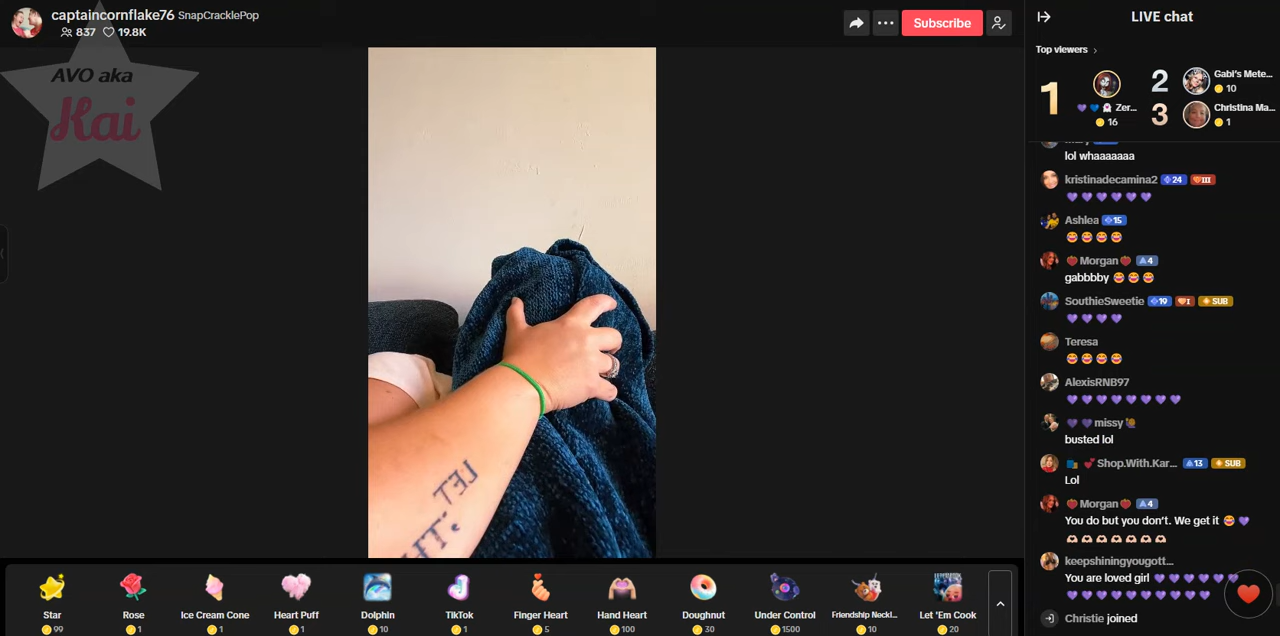 captaincornflake76 SnapCracklePop
837 19.8K
Subscribe
AVO aka
Kai
LET
LIVE chat
Top viewers
1
Zer...
16
2
Gabi's Mete...
10
3
Christina Ma...
1
lol whaaaaaaa
kristinadecamina2 24 III
💜💜💜💜💜💜
Ashlea 15
😂😂😂😂
🍓Morgan🍓 4
gabbbby 😂😂😂
SouthieSweetie 19 I SUB
💜💜💜💜
Teresa
😂😂😂😂
AlexisRNB97
💜💜💜💜💜💜💜💜
💜💜missy
busted lol
Shop.With.Kar... 13 SUB
Lol
🍓Morgan🍓 4
You do but you don't. We get it 😂 💜
🫶🏻🫶🏻🫶🏻🫶🏻🫶🏻🫶🏻🫶🏻
keepshiningyougott...
You are loved girl 💜💜💜💜💜💜💜
💜💜💜💜💜💜💜💜💜💜💜
Christie joined
Star
99
Rose
1
Ice Cream Cone
1
Heart Puff
1
Dolphin
10
TikTok
1
Finger Heart
5
Hand Heart
100
Doughnut
30
Under Control
1500
Friendship Neckl...
10
Let 'Em Cook
20